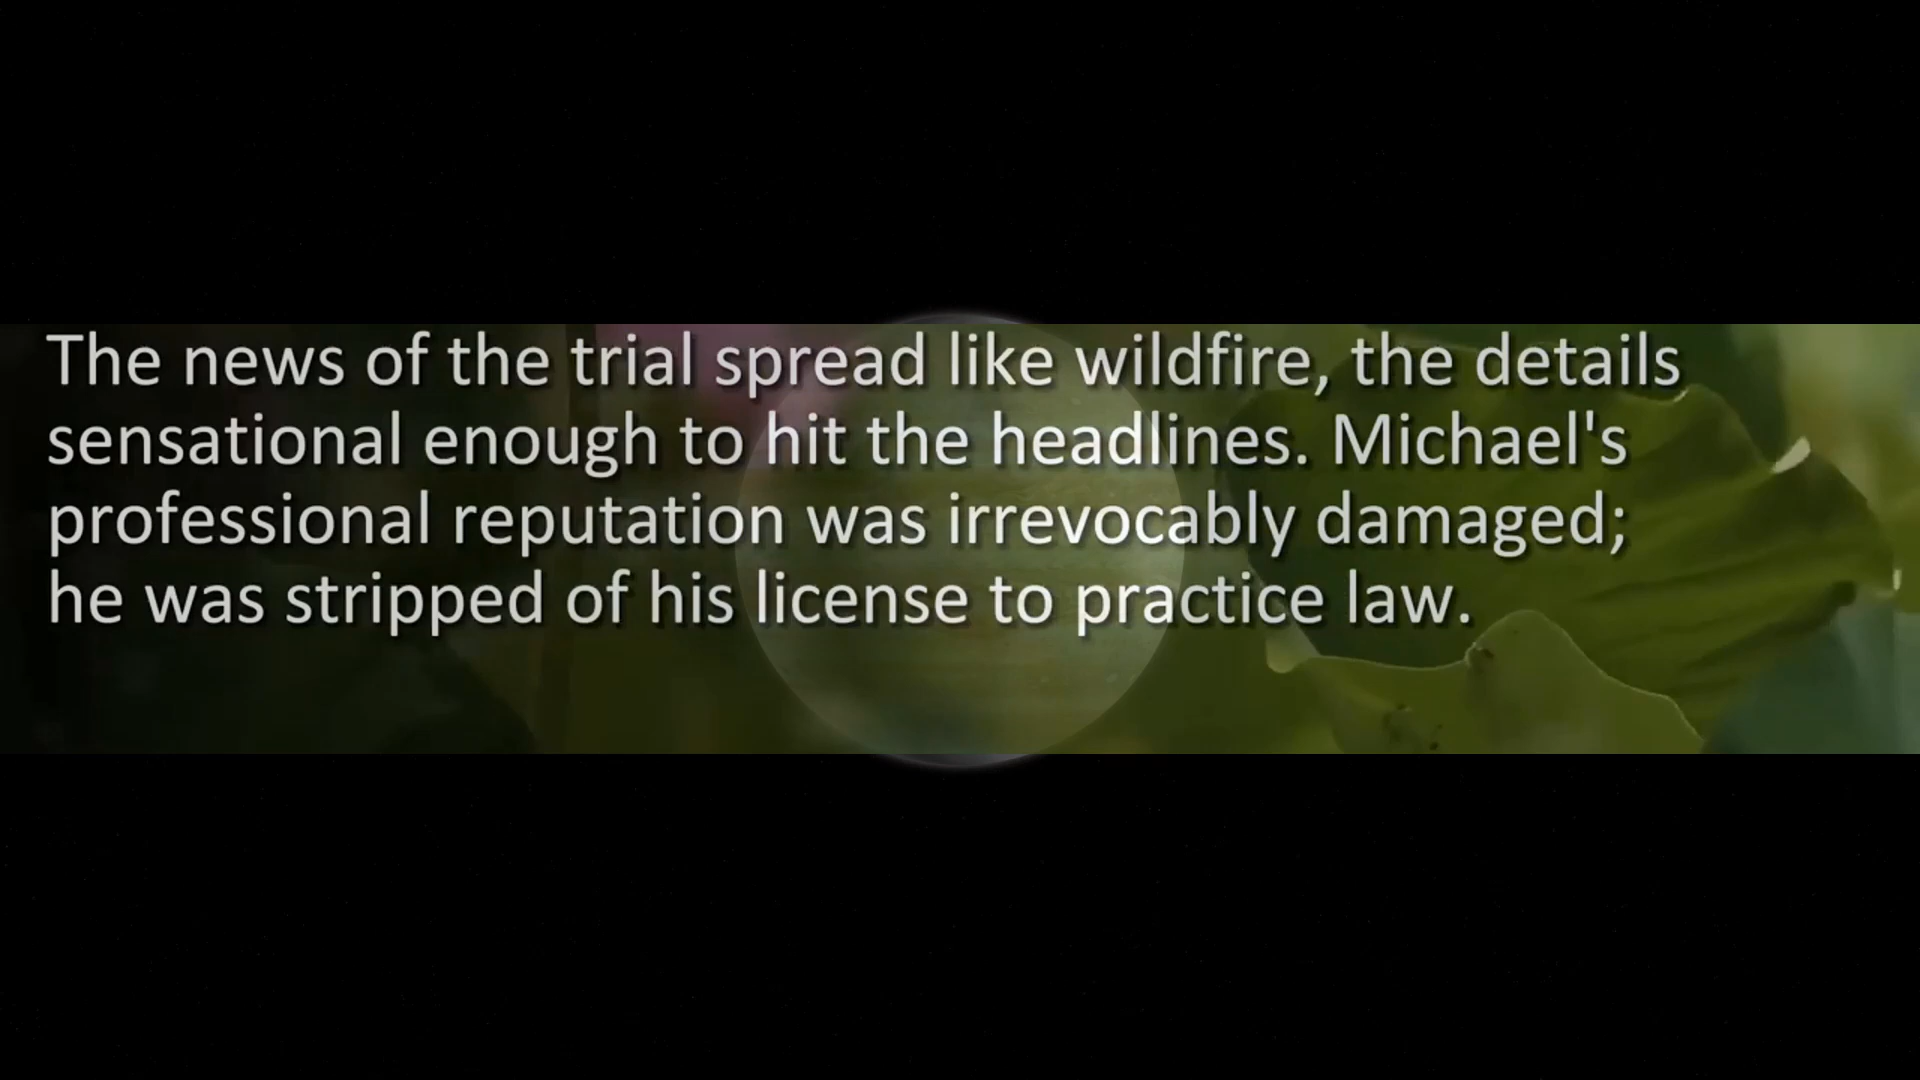 The news of the trial spread like wildfire, the details
sensational enough to hit the headlines. Michael's
professional reputation was irrevocably damaged;
he was stripped of his license to practice law.